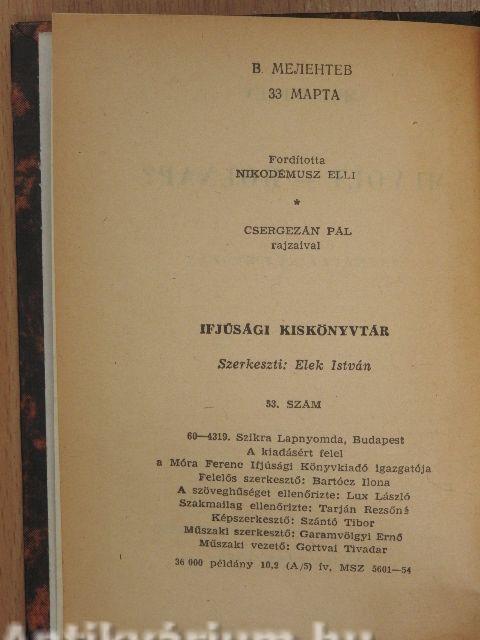 В. МЕЛЕНТЕВ
33 МАРТА
Fordította
NIKODÉMUSZ ELLI
*
CSERGEZÁN PÁL
rajzaival
IFJÚSÁGI KISKÖNYVTÁR
Szerkeszti: Elek István
53. SZÁM
60—4319. Szikra Lapnyomda, Budapest
A kiadásért felel
a Móra Ferenc Ifjúsági Könyvkiadó igazgatója
Felelős szerkesztő: Bartócz Ilona
A szöveghűséget ellenőrizte: Lux László
Szakmailag ellenőrizte: Tarján Rezsőné
Képszerkesztő: Szántó Tibor
Műszaki szerkesztő: Garamvölgyi Ernő
Műszaki vezető: Gortvai Tivadar
36 000 példány 10,2 (A/5) ív, MSZ 5601—54
Antikvárium.hu